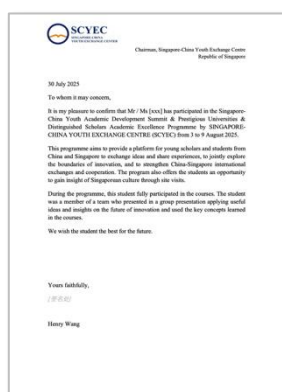 SCYEC
SINGAPORE-CHINA
YOUTH EXCHANGE CENTRE
Chairman, Singapore-China Youth Exchange Centre
Republic of Singapore
30 July 2025
To whom it may concern,
It is my pleasure to confirm that Mr / Ms [xxx] has participated in the Singapore-
China Youth Academic Development Summit & Prestigious Universities &
Distinguished Scholars Academic Excellence Programme by SINGAPORE-
CHINA YOUTH EXCHANGE CENTRE (SCYEC) from 3 to 9 August 2025.
This programme aims to provide a platform for young scholars and students from
China and Singapore to exchange ideas and share experiences, to jointly explore
the boundaries of innovation, and to strengthen China-Singapore international
exchanges and cooperation. The program also offers the students an opportunity
to gain insight of Singaporean culture through site visits.
During the programme, this student fully participated in the courses. The student
was a member of a team who presented in a group presentation applying useful
ideas and insights on the future of innovation and used the key concepts learned
in the courses.
We wish the student the best for the future.
Yours faithfully,
Henry Wang